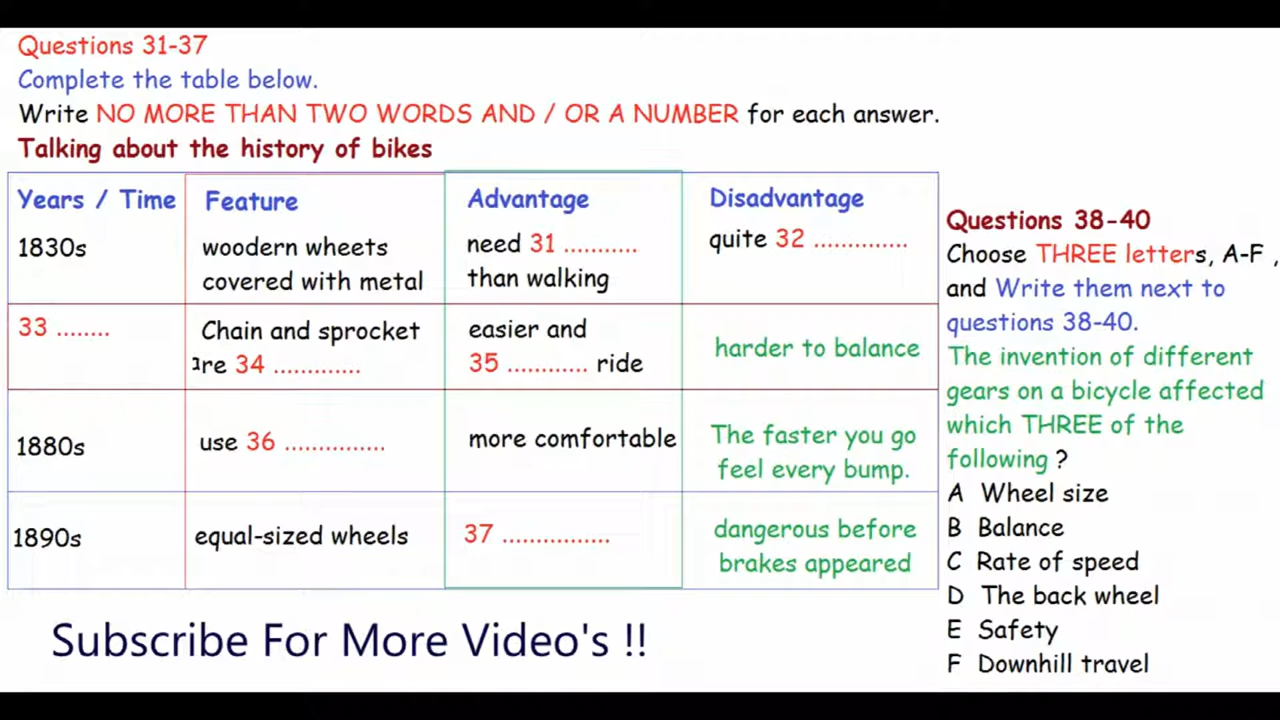 Questions 31-37
Complete the table below.
Write NO MORE THAN TWO WORDS AND / OR A NUMBER for each answer.
Talking about the history of bikes
Years / Time
Feature
Advantage
Disadvantage
1830s
woodern wheets
covered with metal
need 31 ...........
than walking
quite 32 ..............
33 ........
Chain and sprocket
are 34 .............
easier and
35 ............ ride
harder to balance
1880s
use 36 ...............
more comfortable
The faster you go
feel every bump.
1890s
equal-sized wheels
37 ................
dangerous before
brakes appeared
Questions 38-40
Choose THREE letters, A-F ,
and Write them next to
questions 38-40.
The invention of different
gears on a bicycle affected
which THREE of the
following ?
A Wheel size
B Balance
C Rate of speed
D The back wheel
E Safety
F Downhill travel
Subscribe For More Video's !!